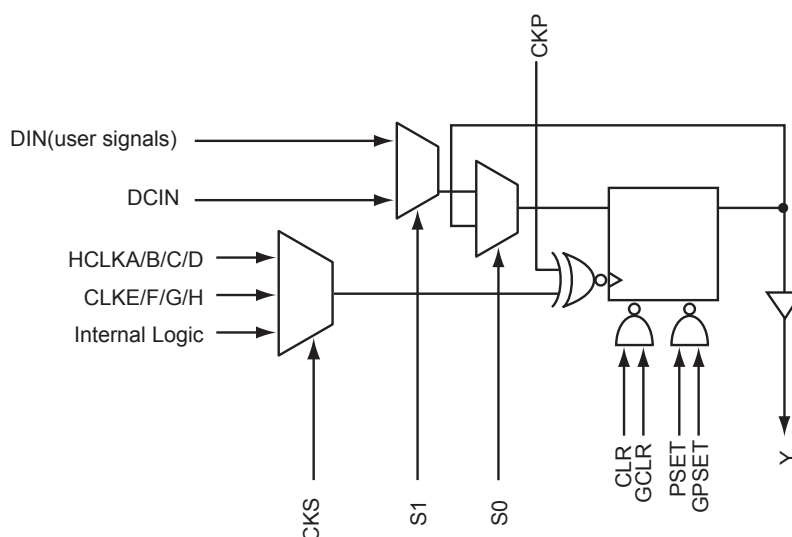 CKP
DIN(user signals)
DCIN
HCLKA/B/C/D
CLKE/F/G/H
Internal Logic
CKS
S1
S0
CLR
GCLR
PSET
GPSET
Y